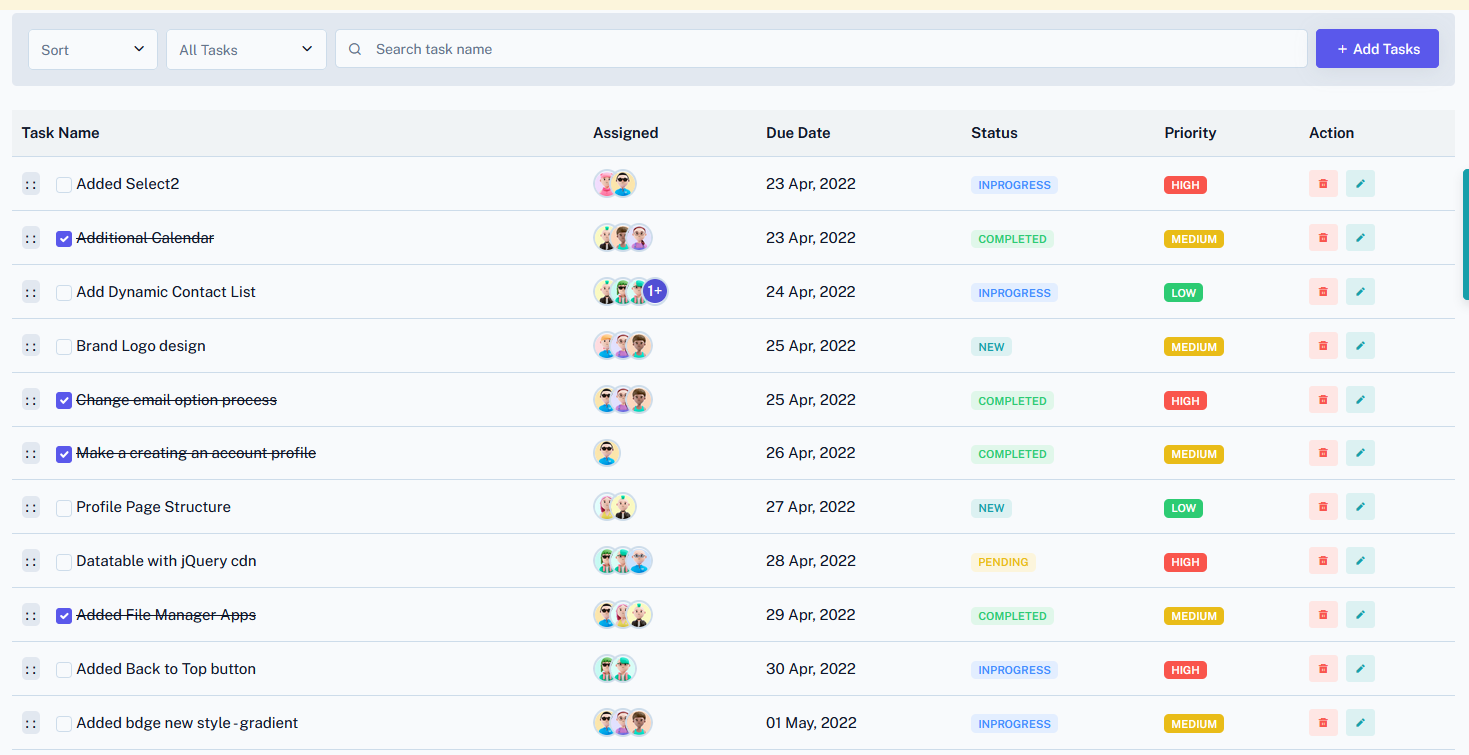 Sort All Tasks Search task name + Add Tasks
Task Name Assigned Due Date Status Priority Action
Added Select2 23 Apr, 2022 INPROGRESS HIGH
Additional Calendar 23 Apr, 2022 COMPLETED MEDIUM
Add Dynamic Contact List 1+ 24 Apr, 2022 INPROGRESS LOW
Brand Logo design 25 Apr, 2022 NEW MEDIUM
Change email option process 25 Apr, 2022 COMPLETED HIGH
Make a creating an account profile 26 Apr, 2022 COMPLETED MEDIUM
Profile Page Structure 27 Apr, 2022 NEW LOW
Datatable with jQuery cdn 28 Apr, 2022 PENDING HIGH
Added File Manager Apps 29 Apr, 2022 COMPLETED MEDIUM
Added Back to Top button 30 Apr, 2022 INPROGRESS HIGH
Added bdge new style - gradient 01 May, 2022 INPROGRESS MEDIUM